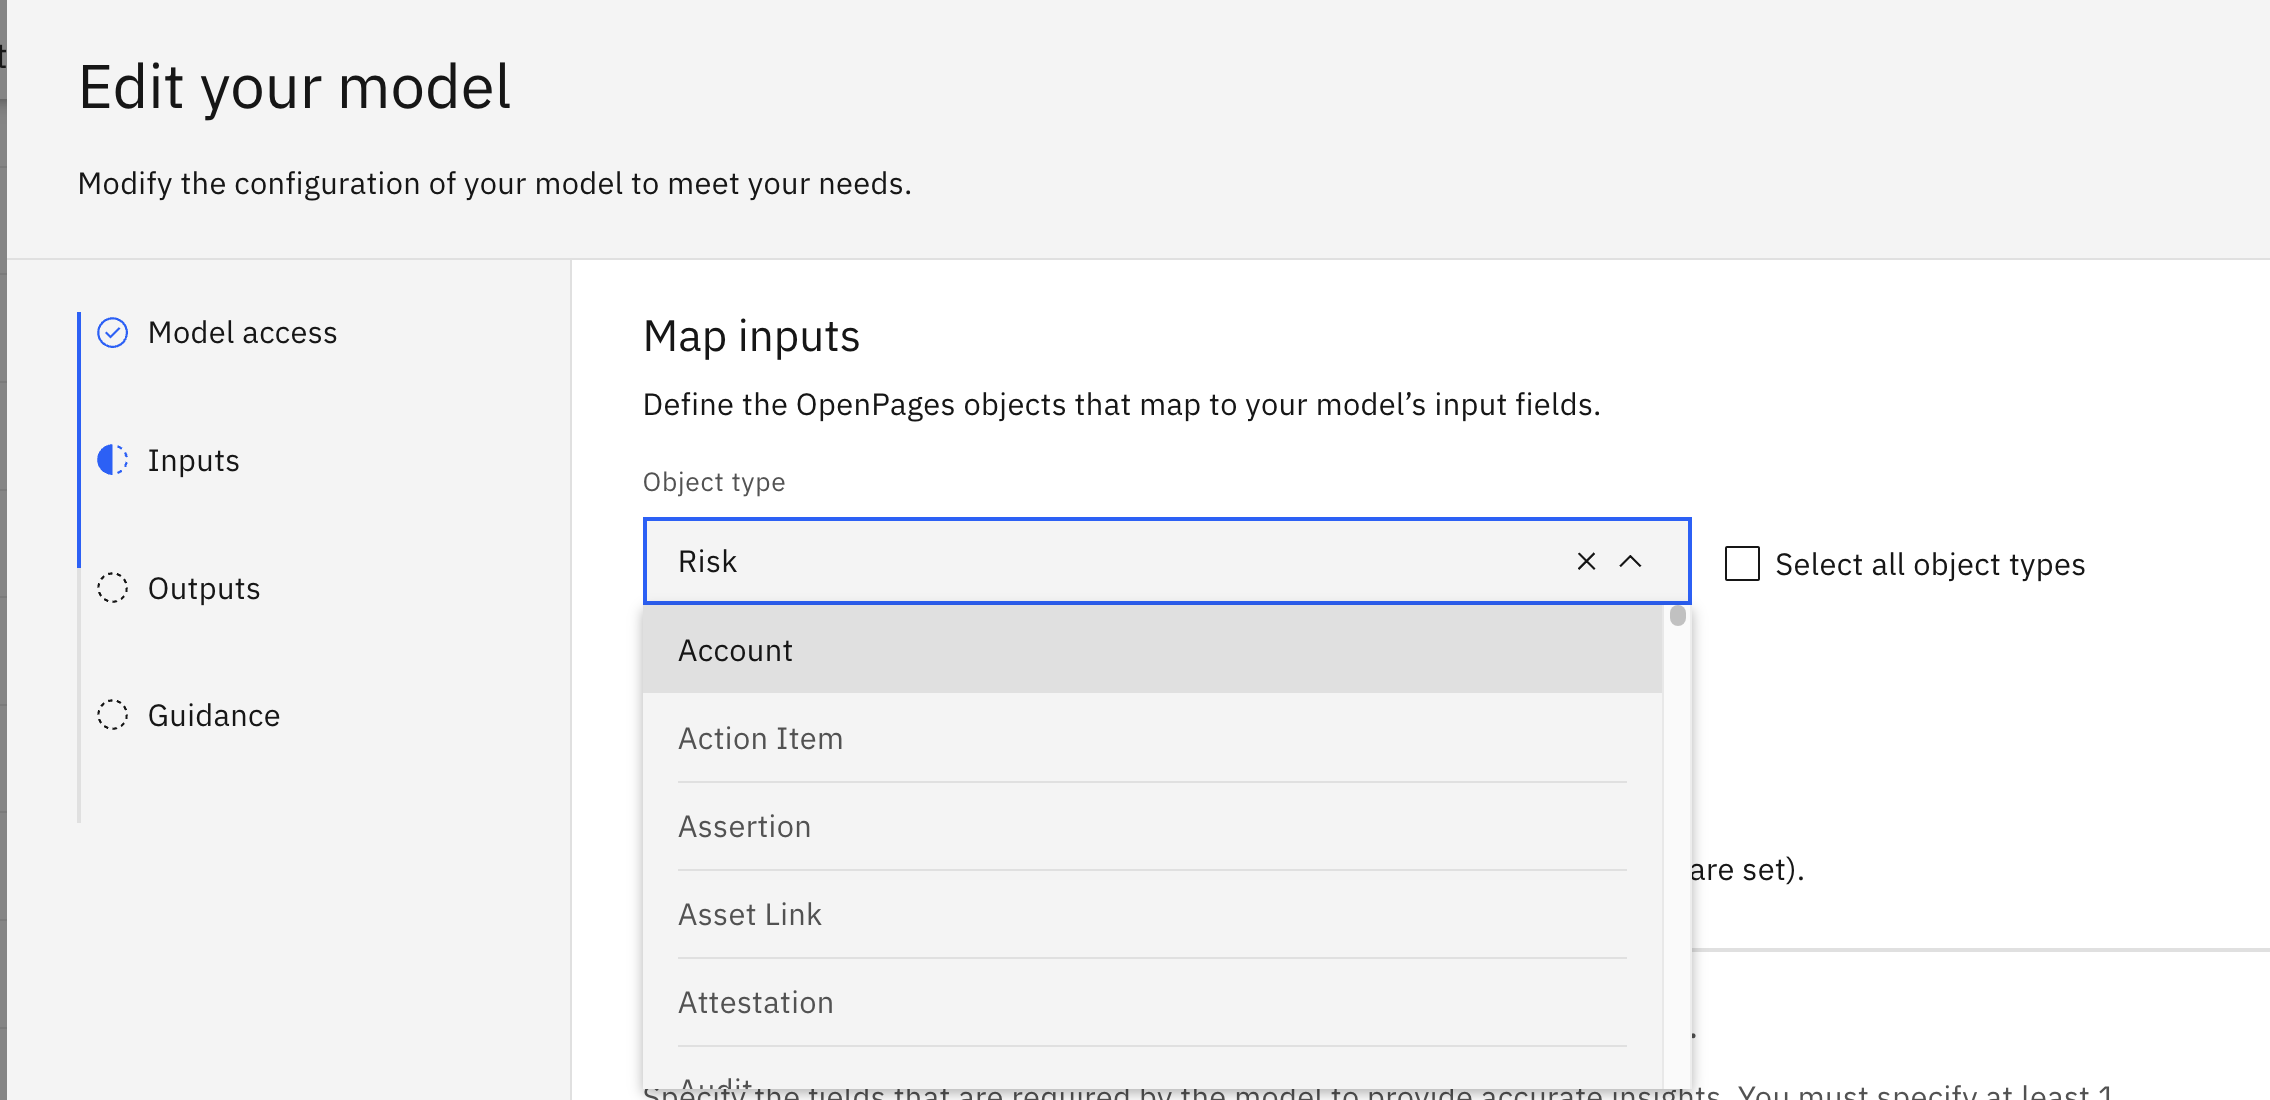 Edit your model
Modify the configuration of your model to meet your needs.
Model access
Inputs
Outputs
Guidance
Map inputs
Define the OpenPages objects that map to your model’s input fields.
Object type
Risk
Select all object types
Account
Action Item
Assertion
Asset Link
Attestation
Audit
are set).
Specify the fields that are required by the model to provide accurate insights. You must specify at least 1